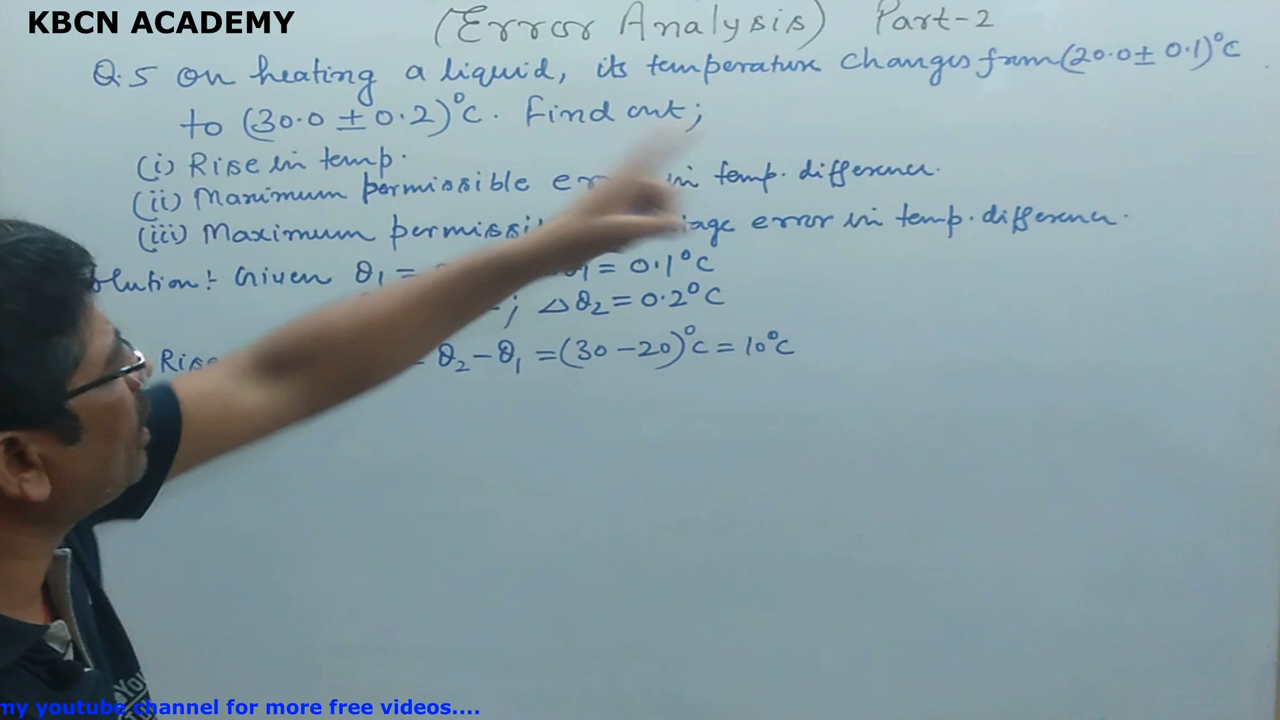 KBCN ACADEMY
(Error Analysis) Part-2
Q.5 On heating a liquid, its temperature changes from (20.0 ± 0.1)°C
to (30.0 ± 0.2)°C. Find out;
(i) Rise in temp.
(ii) Maximum permissible in temp. difference.
(iii) Maximum error in temp. difference.
Given θ₁ = = 0.1°C
; Δθ₂ = 0.2°C
= θ₂ - θ₁ = (30 - 20)°C = 10°C
my youtube channel for more free videos....